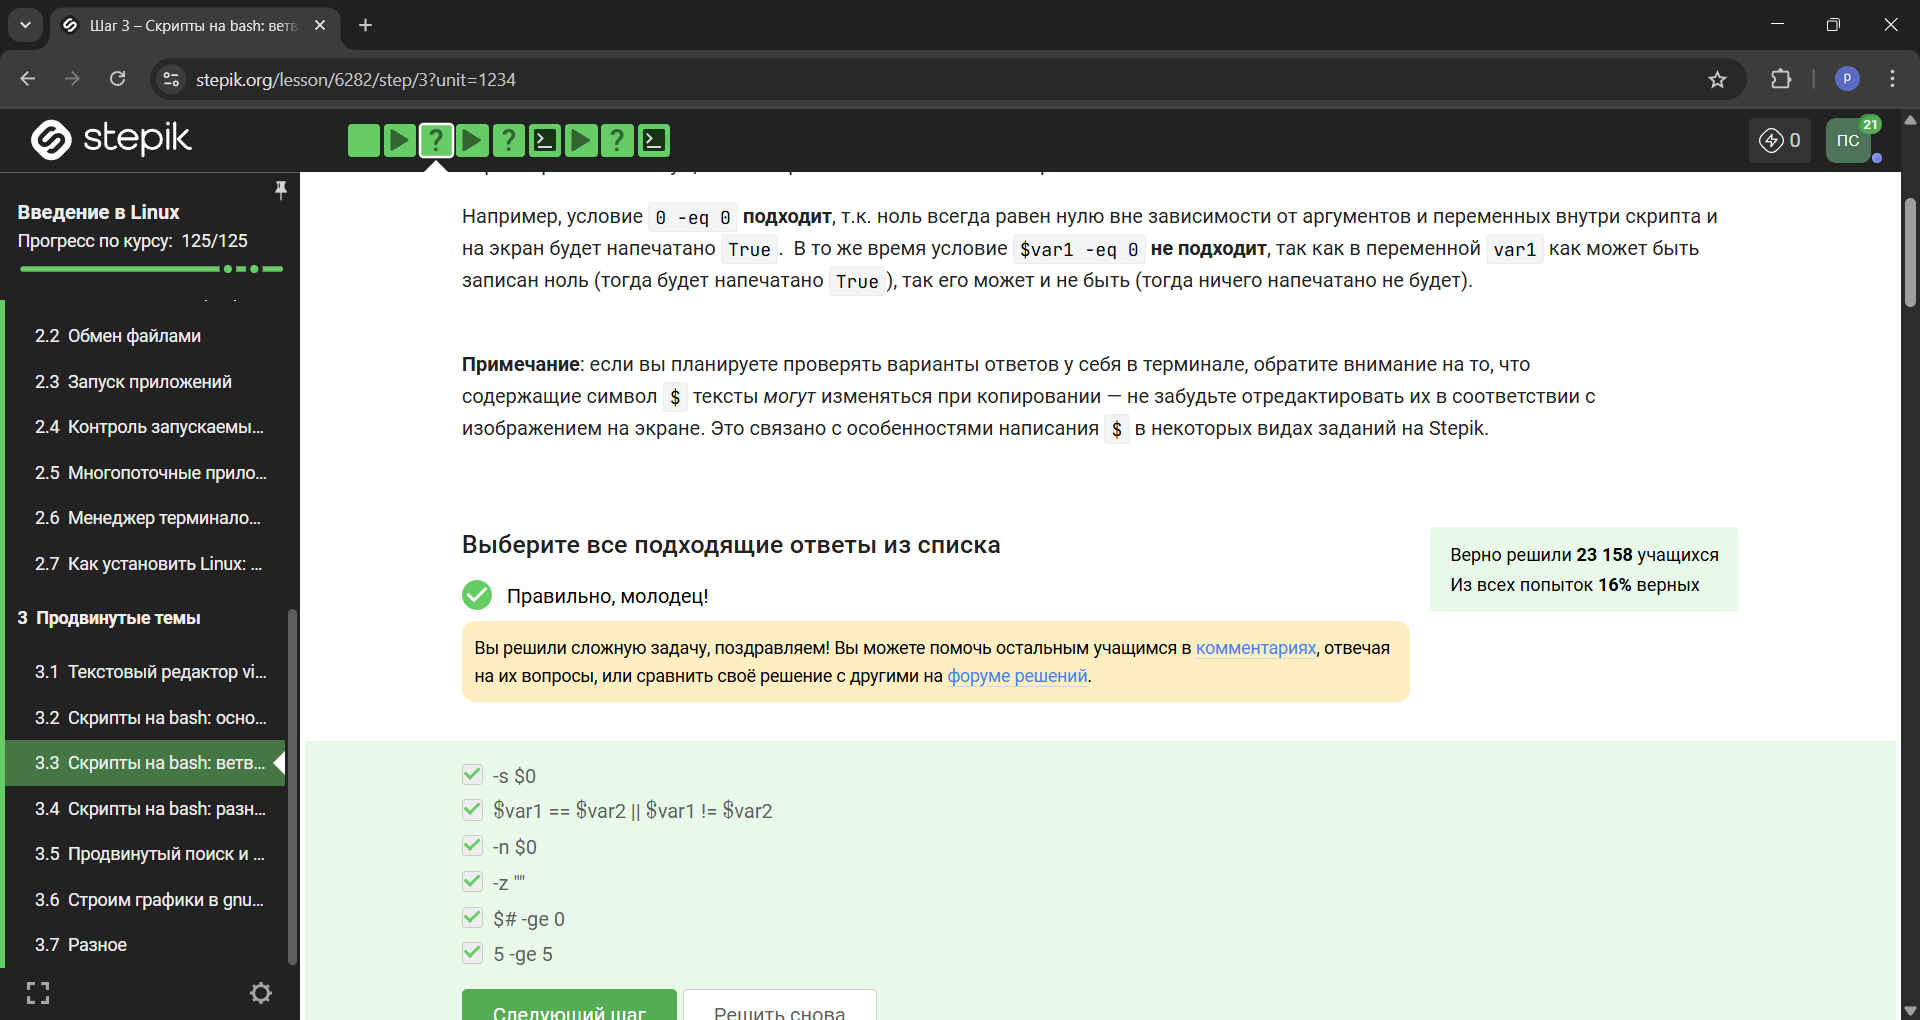 Шаг 3 – Скрипты на bash: ветв
stepik.org/lesson/6282/step/3?unit=1234
p
stepik
0
ПС
21
Введение в Linux
Прогресс по курсу: 125/125
2.2 Обмен файлами
2.3 Запуск приложений
2.4 Контроль запускаемы...
2.5 Многопоточные прило...
2.6 Менеджер терминало...
2.7 Как установить Linux: ...
3 Продвинутые темы
3.1 Текстовый редактор vi...
3.2 Скрипты на bash: осно...
3.3 Скрипты на bash: ветв...
3.4 Скрипты на bash: разн...
3.5 Продвинутый поиск и ...
3.6 Строим графики в gnu...
3.7 Разное
Например, условие 0 -eq 0 подходит, т.к. ноль всегда равен нулю вне зависимости от аргументов и переменных внутри скрипта и
на экран будет напечатано True . В то же время условие $var1 -eq 0 не подходит, так как в переменной var1 как может быть
записан ноль (тогда будет напечатано True ), так его может и не быть (тогда ничего напечатано не будет).
Примечание: если вы планируете проверять варианты ответов у себя в терминале, обратите внимание на то, что
содержащие символ $ тексты могут изменяться при копировании — не забудьте отредактировать их в соответствии с
изображением на экране. Это связано с особенностями написания $ в некоторых видах заданий на Stepik.
Выберите все подходящие ответы из списка
Верно решили 23 158 учащихся
Из всех попыток 16% верных
Правильно, молодец!
Вы решили сложную задачу, поздравляем! Вы можете помочь остальным учащимся в комментариях, отвечая
на их вопросы, или сравнить своё решение с другими на форуме решений.
-s $0
$var1 == $var2 || $var1 != $var2
-n $0
-z ""
$# -ge 0
5 -ge 5
Следующий шаг
Решить снова